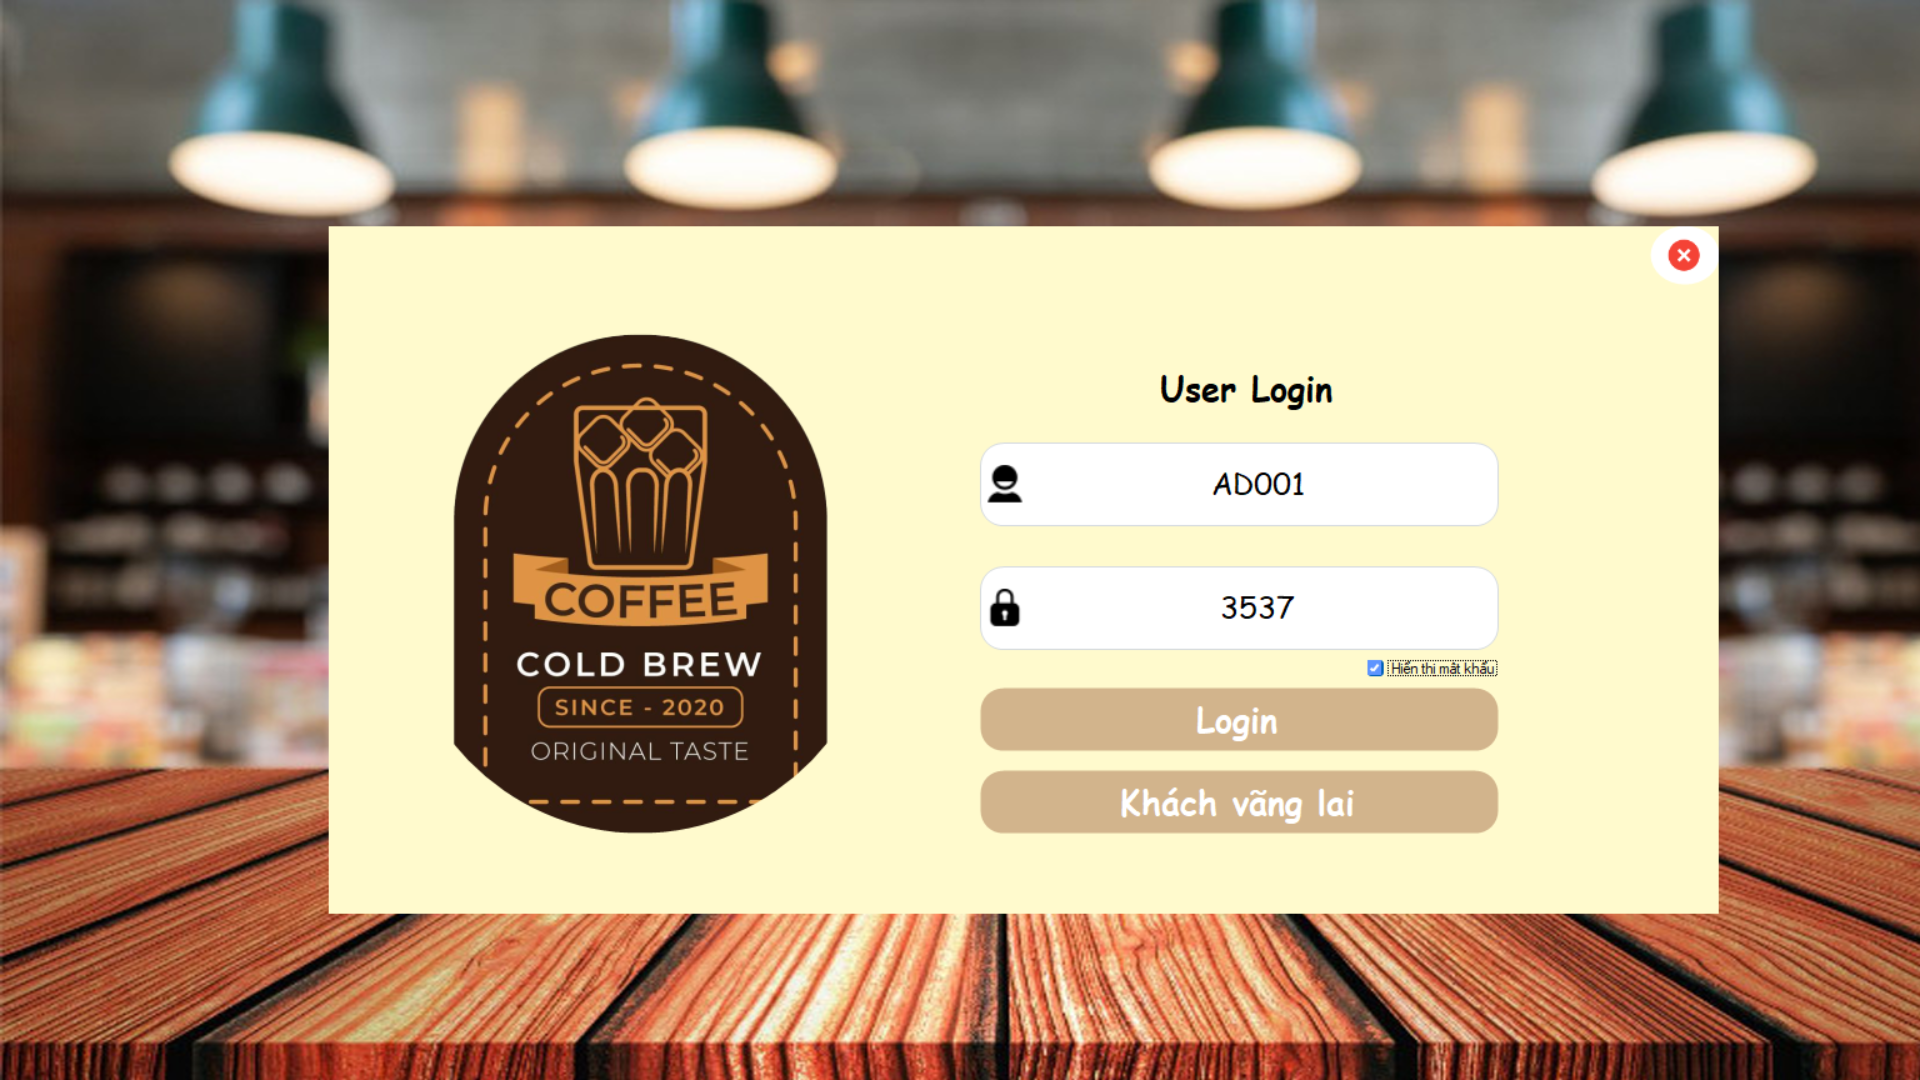 COFFEE
COLD BREW
SINCE - 2020
ORIGINAL TASTE
User Login
AD001
3537
Hiển thị mật khẩu
Login
Khách vãng lai